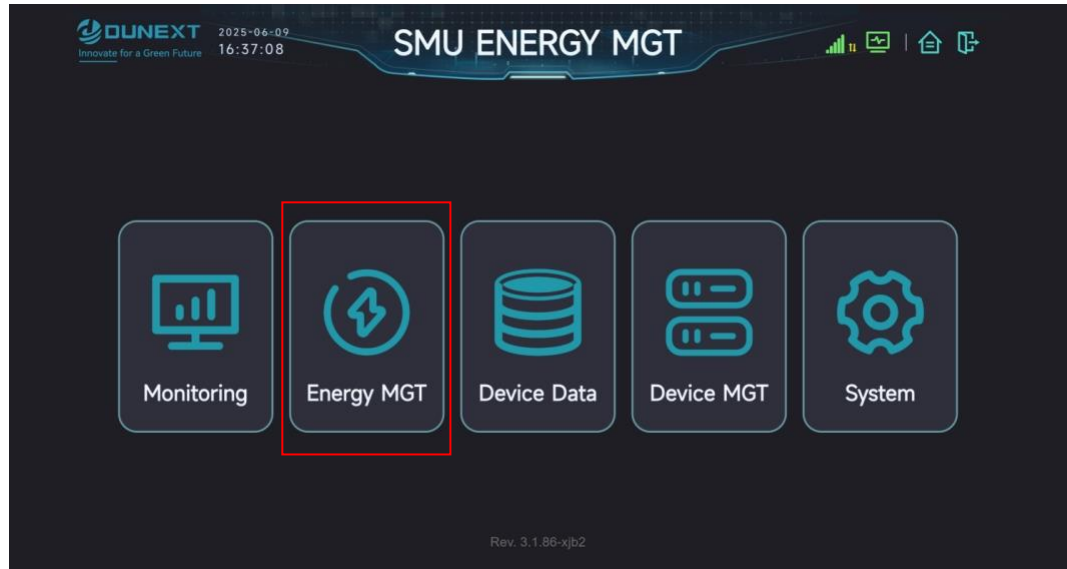 DUNEXT
Innovate for a Green Future
2025-06-09
16:37:08
SMU ENERGY MGT
Monitoring
Energy MGT
Device Data
Device MGT
System
Rev. 3.1.86-xjb2